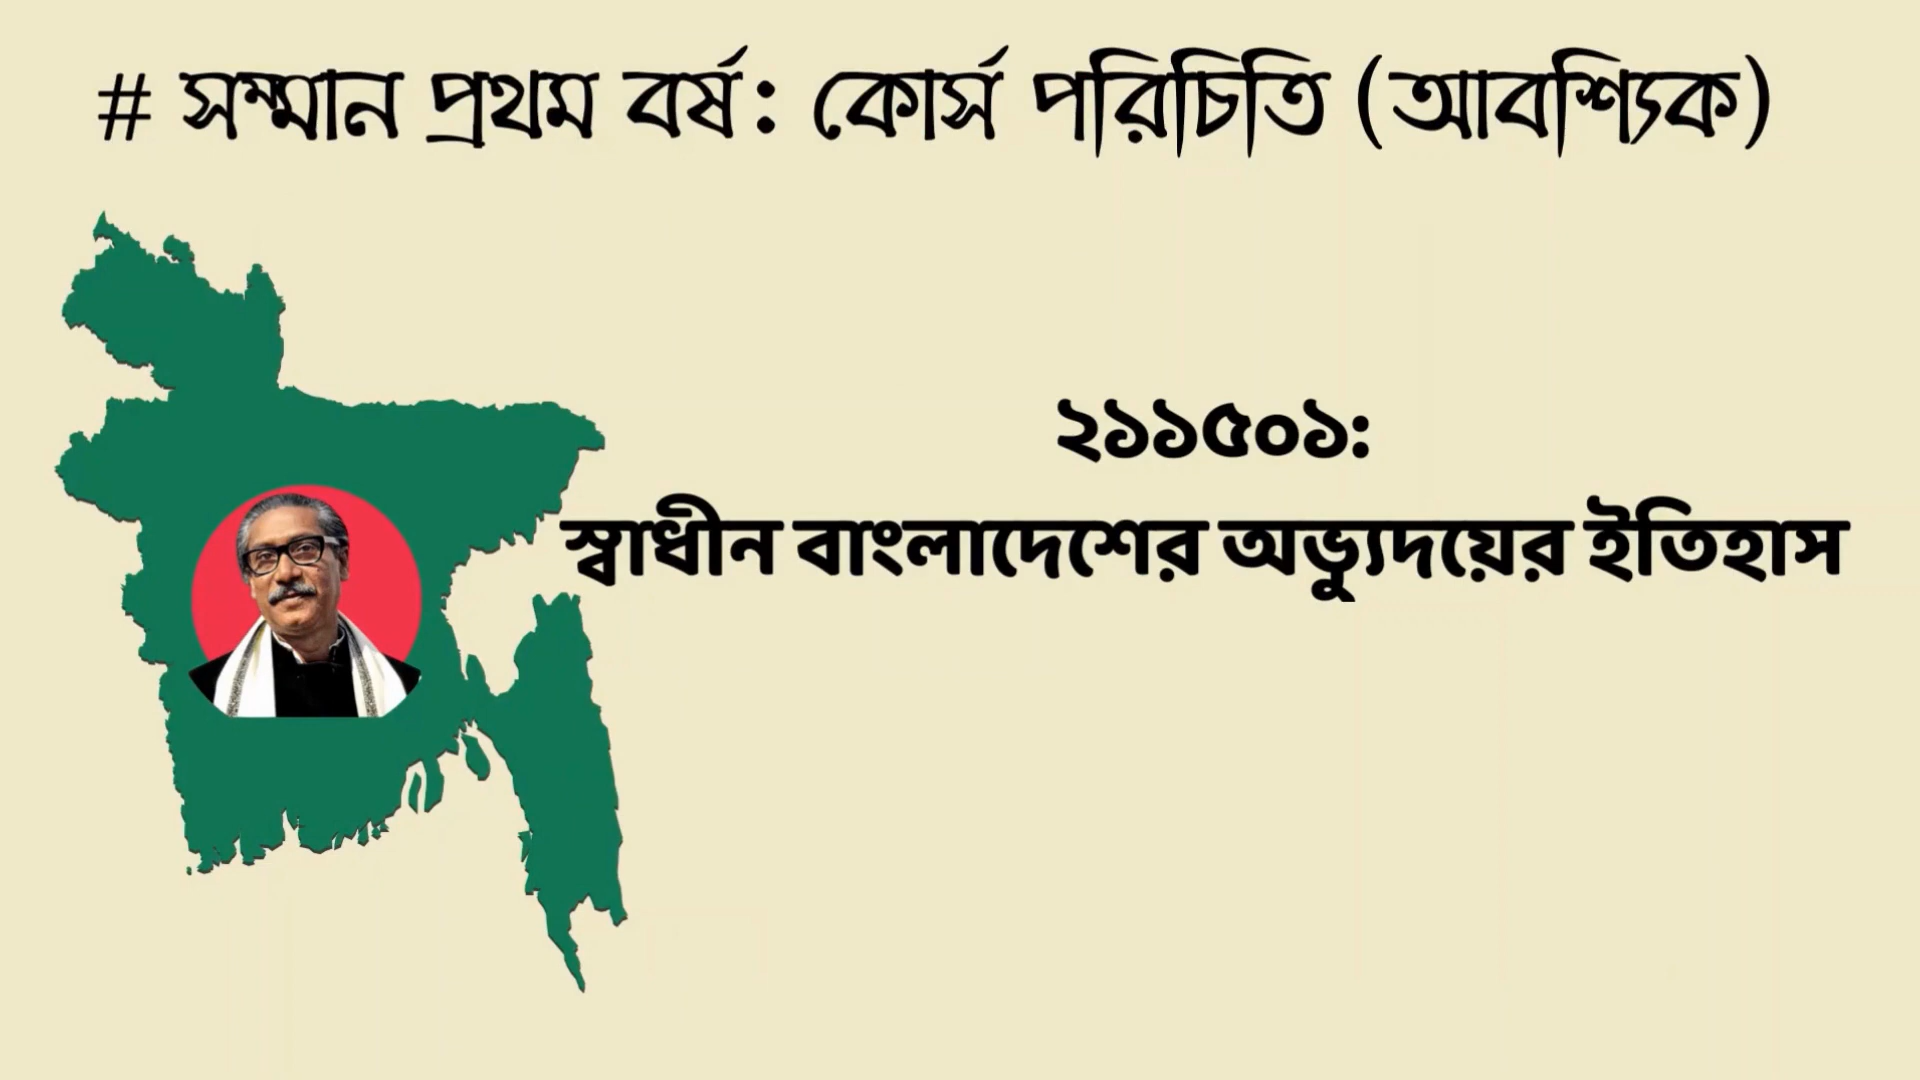 # সম্মান প্রথম বর্ষ: কোর্স পরিচিতি (আবশ্যিক)
২১১৫০১:
স্বাধীন বাংলাদেশের অভ্যুদয়ের ইতিহাস